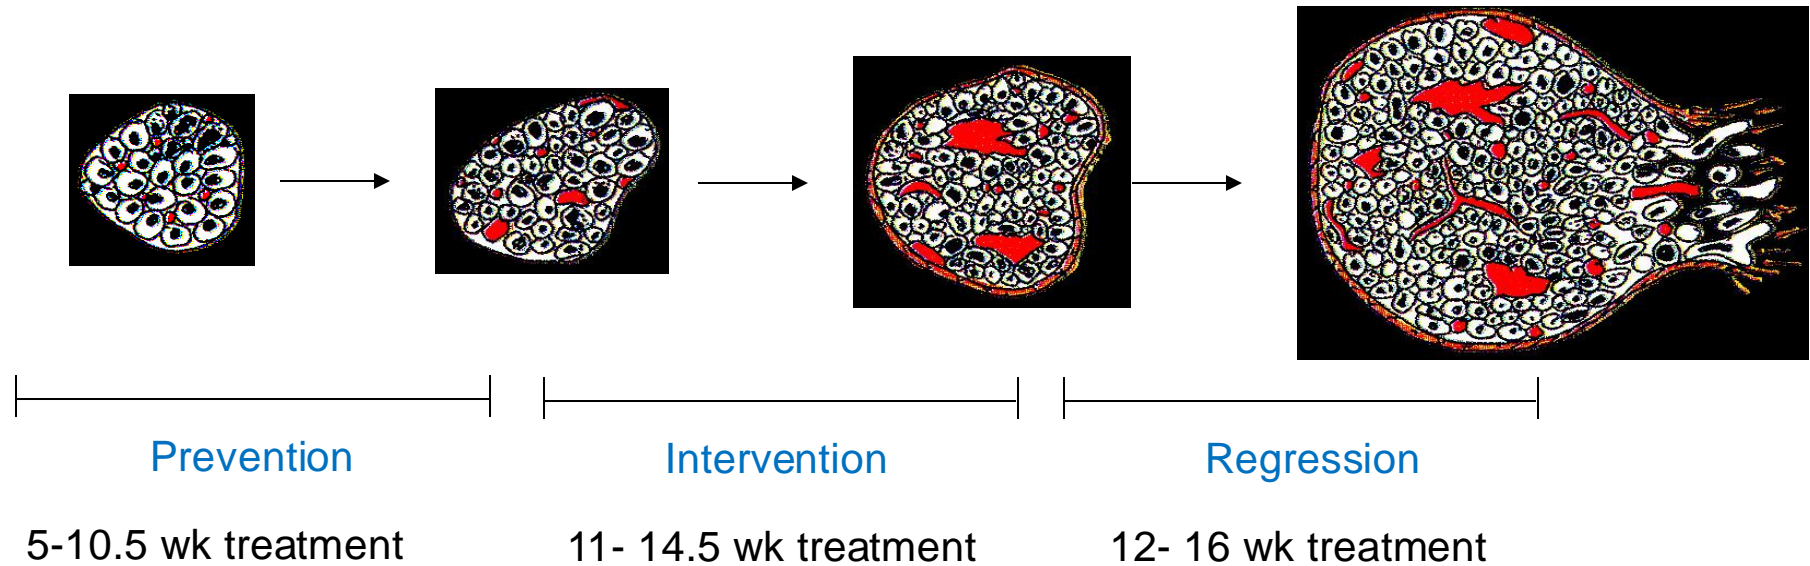 Prevention
Intervention
Regression
5-10.5 wk treatment
11- 14.5 wk treatment
12- 16 wk treatment